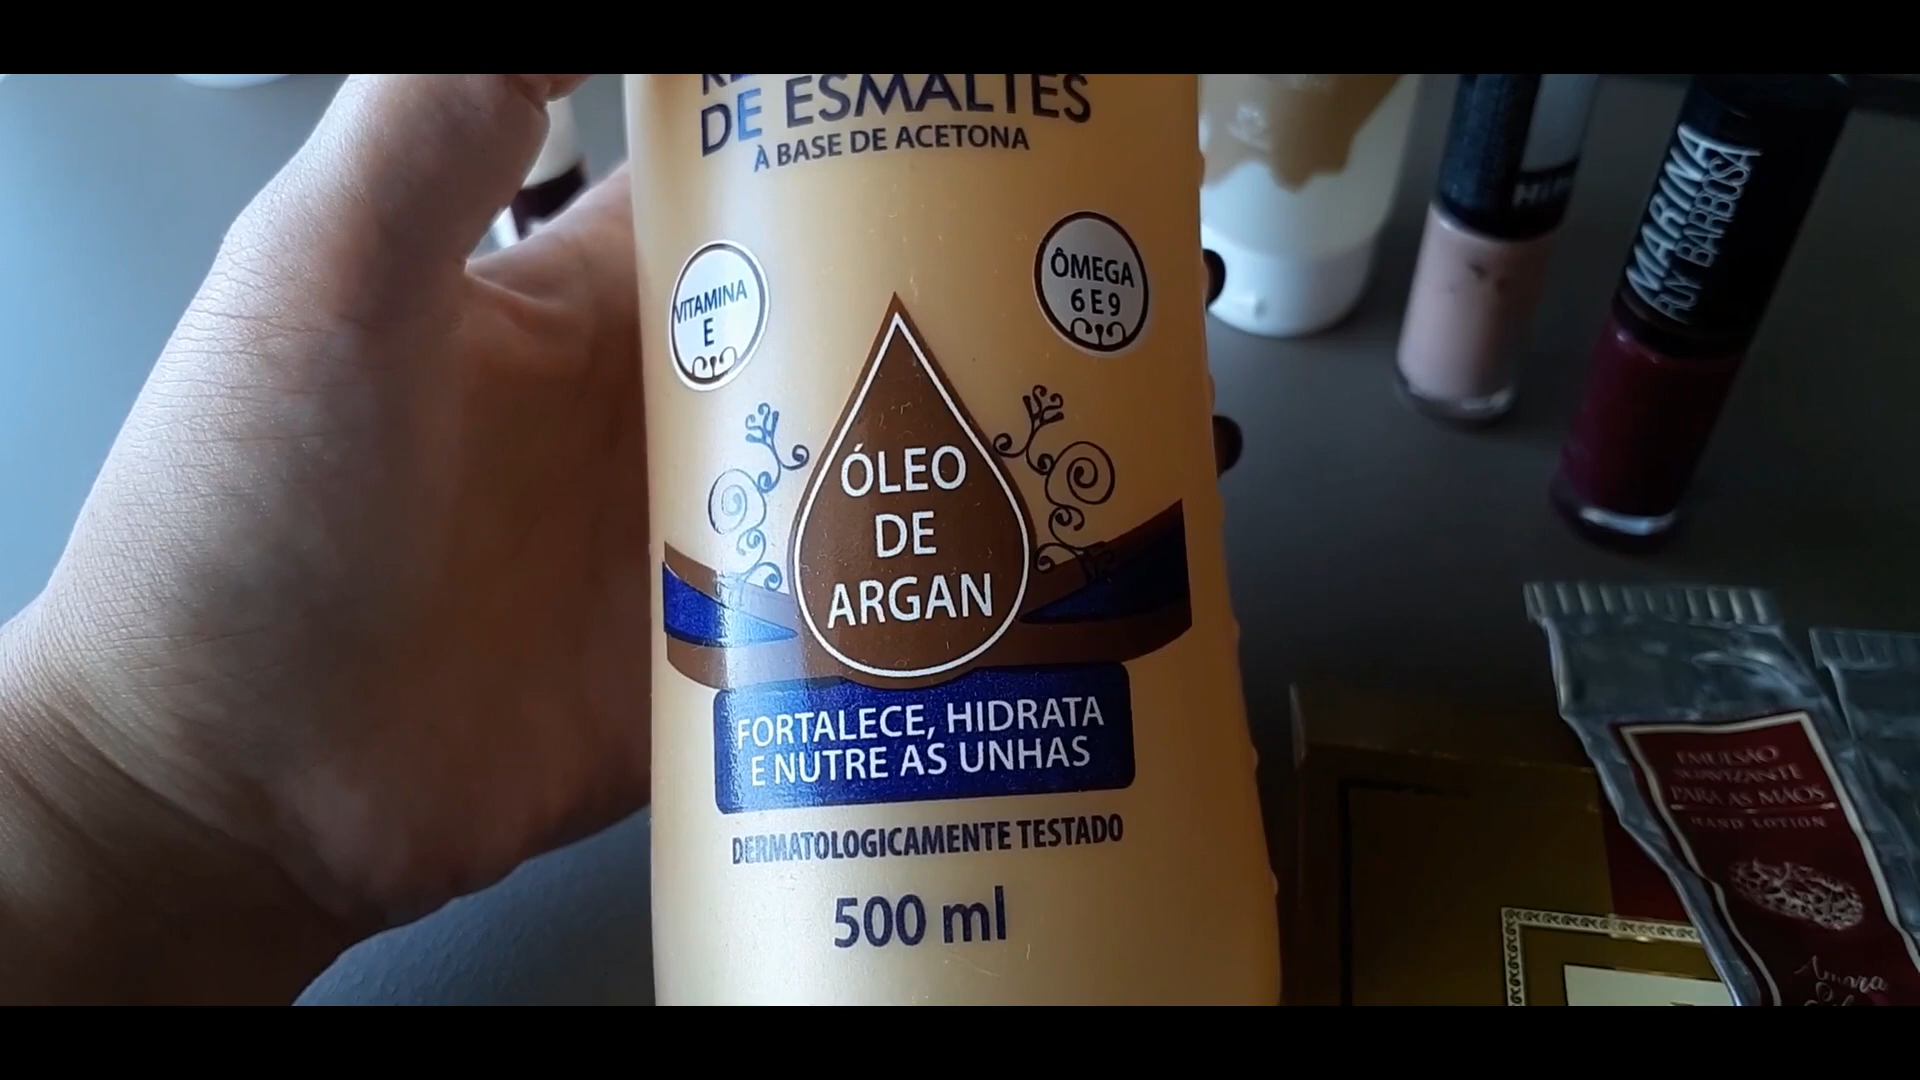 DE ESMALTES
À BASE DE ACETONA
VITAMINA
E
ÔMEGA
6 E 9
ÓLEO
DE
ARGAN
FORTALECE, HIDRATA
E NUTRE AS UNHAS
DERMATOLOGICAMENTE TESTADO
500 ml
MARINA
RUY BARBOSA
EMULSÃO
SUAVIZANTE
PARA AS MÃOS
HAND LOTION